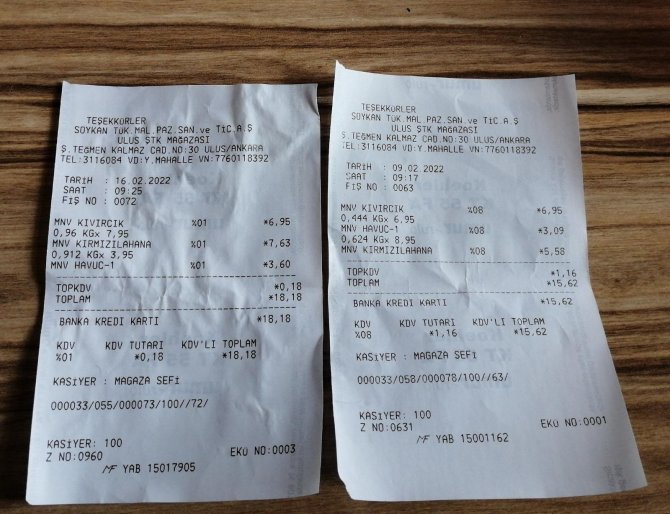 TEŞEKKÜRLER
SOYKAN TÜK.MAL.PAZ.SAN.ve TİC.A.Ş
ULUS ŞTK MAĞAZASI
Ş.TEĞMEN KALMAZ CAD.NO:30 ULUS/ANKARA
TEL:3116084 VD:Y.MAHALLE VN:7760118392
TARİH : 16.02.2022
SAAT : 09:25
FİŞ NO : 0072
MNV KIVIRCIK %01 *6,95
0,96 KGx 7,95
MNV KIRMIZILAHANA %01 *7,63
0,912 KGx 3,95
MNV HAVUC-1 %01 *3,60
TOPKDV *0,18
TOPLAM *18,18
BANKA KREDİ KARTI *18,18
KDV KDV TUTARI KDV'Lİ TOPLAM
%01 *0,18 *18,18
KASİYER : MAGAZA SEFİ
000033/055/000073/100//72/
KASİYER: 100
Z NO:0960 EKÜ NO:0003
MF YAB 15017905
TEŞEKKÜRLER
SOYKAN TÜK.MAL.PAZ.SAN.ve TİC.A.Ş
ULUS ŞTK MAĞAZASI
Ş.TEĞMEN KALMAZ CAD.NO:30 ULUS/ANKARA
TEL:3116084 VD:Y.MAHALLE VN:7760118392
TARİH : 09.02.2022
SAAT : 09:17
FİŞ NO : 0063
MNV KIVIRCIK %08 *6,95
0,444 KGx 6,95
MNV HAVUC-1 %08 *3,09
0,624 KGx 8,95
MNV KIRMIZILAHANA %08 *5,58
TOPKDV *1,16
TOPLAM *15,62
BANKA KREDİ KARTI *15,62
KDV KDV TUTARI KDV'Lİ TOPLAM
%08 *1,16 *15,62
KASİYER : MAGAZA SEFİ
000033/058/000078/100//63/
KASİYER: 100
Z NO:0631 EKÜ NO:0001
MF YAB 15001162